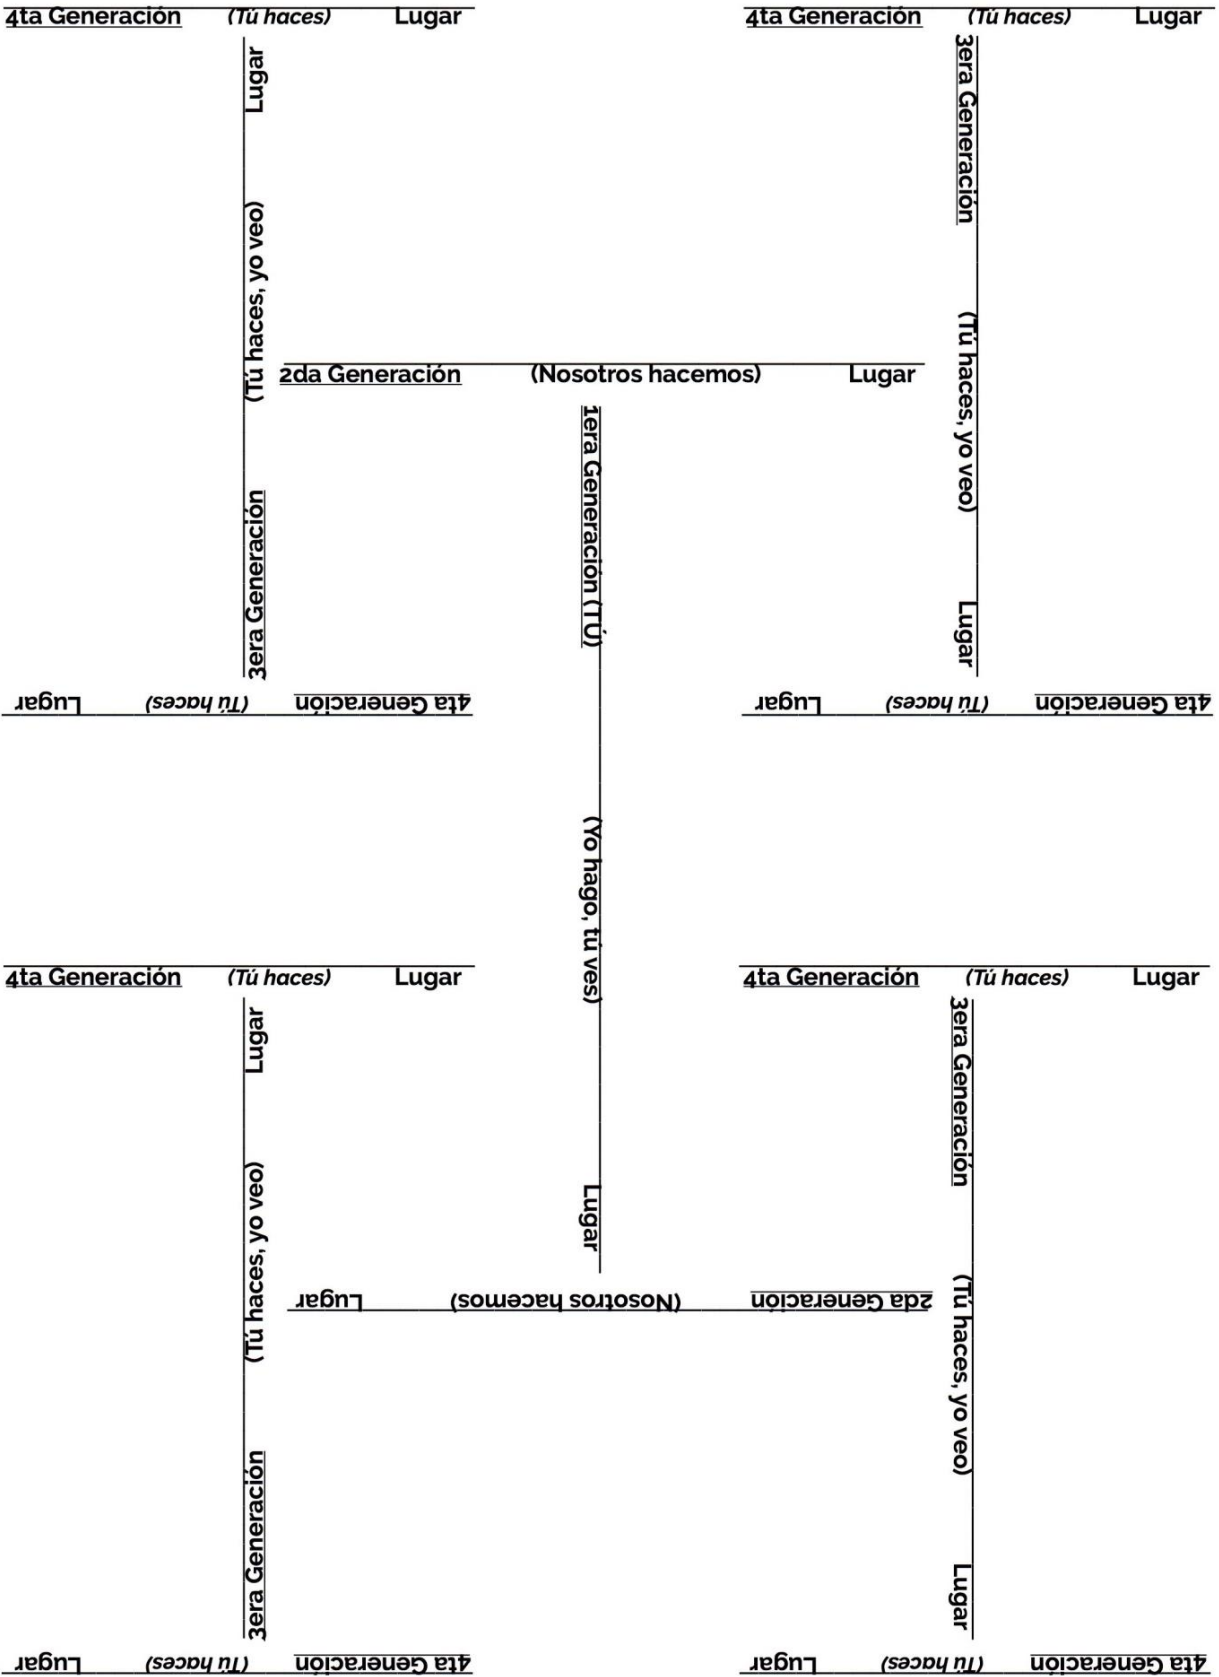 4ta Generación (Tú haces) Lugar
4ta Generación (Tú haces) Lugar
3era Generación (Tú haces, yo veo) Lugar
3era Generación (Tú haces, yo veo) Lugar
2da Generación (Nosotros hacemos) Lugar
1era Generación (TÚ) (Yo hago, tú ves) Lugar
4ta Generación (Tú haces) Lugar
4ta Generación (Tú haces) Lugar
4ta Generación (Tú haces) Lugar
4ta Generación (Tú haces) Lugar
3era Generación (Tú haces, yo veo) Lugar
3era Generación (Tú haces, yo veo) Lugar
2da Generación (Nosotros hacemos) Lugar
4ta Generación (Tú haces) Lugar
4ta Generación (Tú haces) Lugar